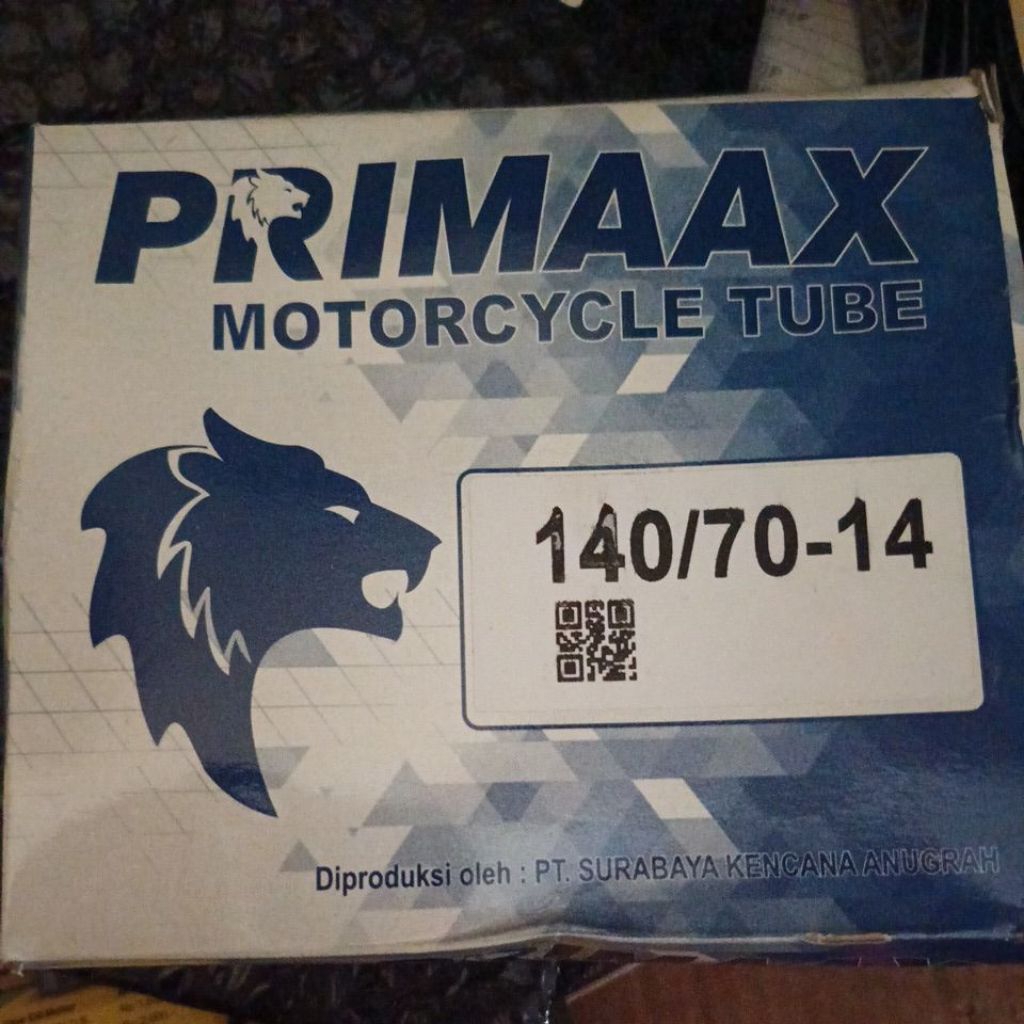 PRIMAAX
MOTORCYCLE TUBE
140/70-14
Diproduksi oleh : PT. SURABAYA KENCANA ANUGRAH